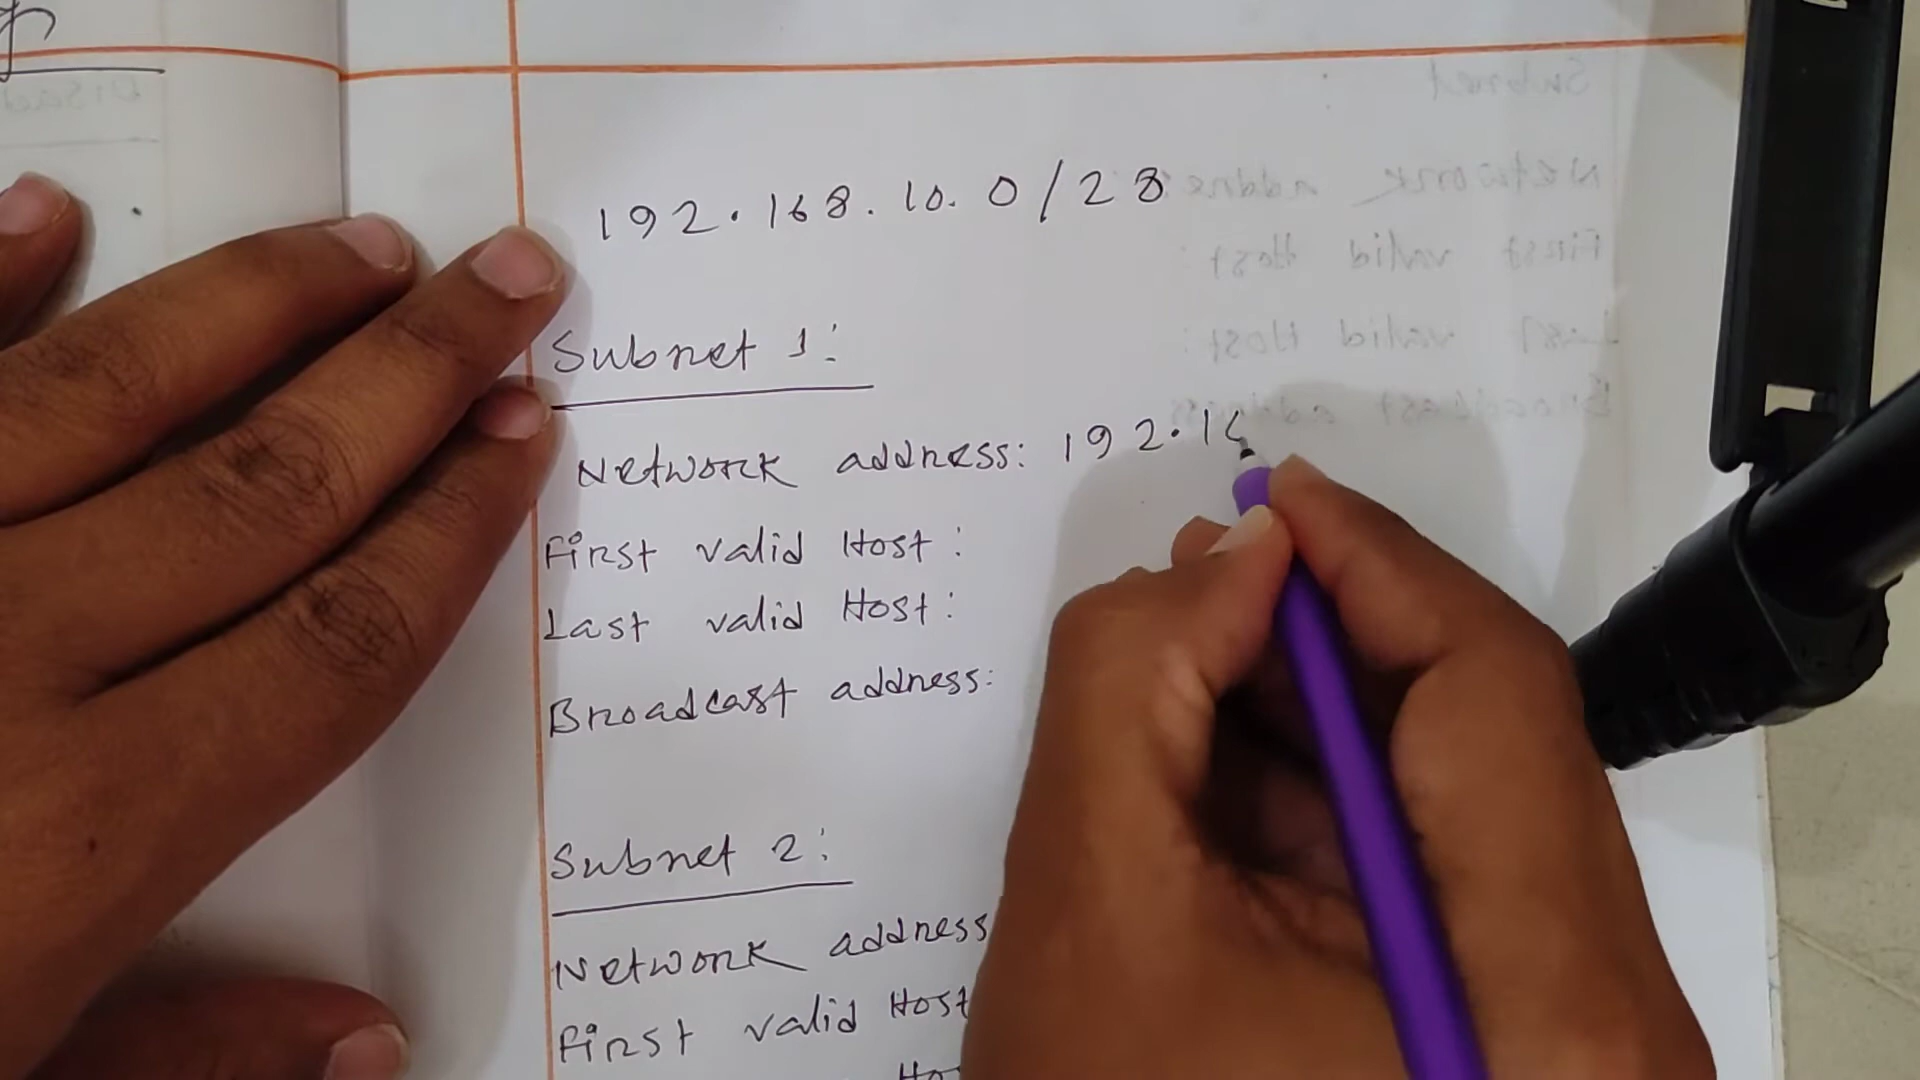 192.168.10.0/28
Subnet 1:
Network address: 192.16
First valid Host:
Last valid Host:
Broadcast address:
Subnet 2:
Network address
First valid Host